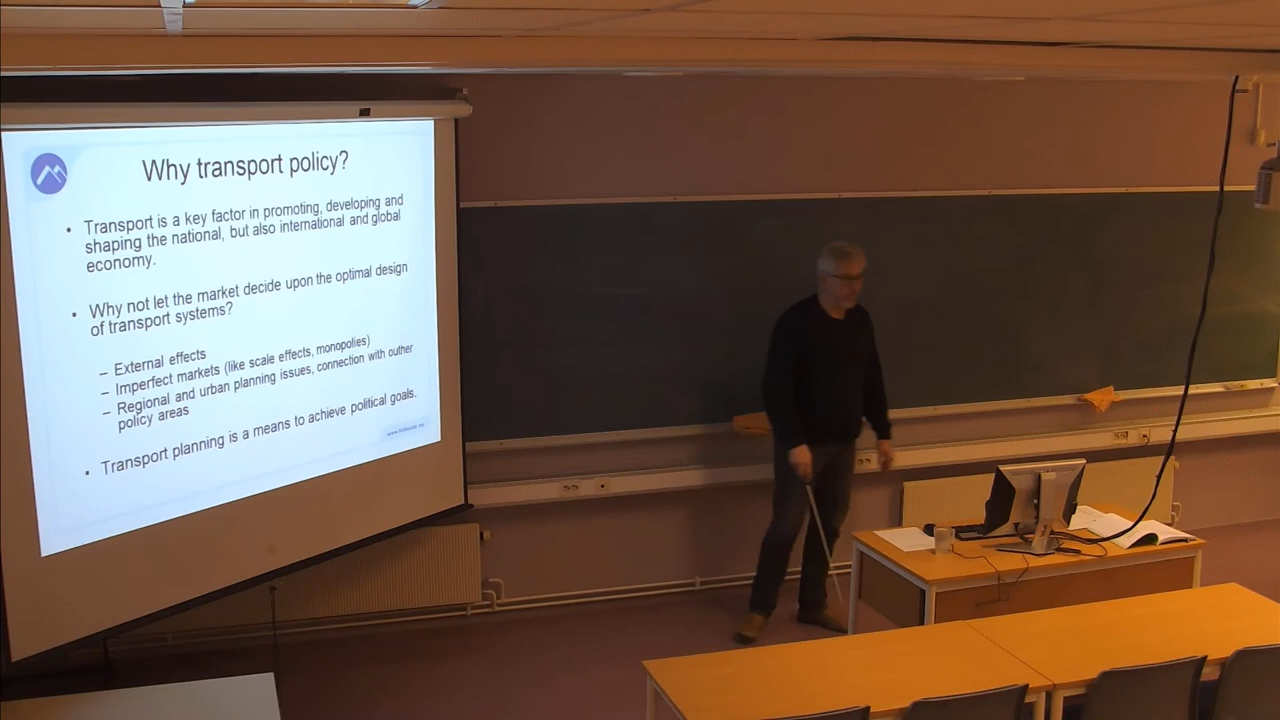 Why transport policy?
• Transport is a key factor in promoting, developing and
shaping the national, but also international and global
economy.
• Why not let the market decide upon the optimal design
of transport systems?
– External effects
– Imperfect markets (like scale effects, monopolies)
– Regional and urban planning issues, connection with outher
policy areas
• Transport planning is a means to achieve political goals.